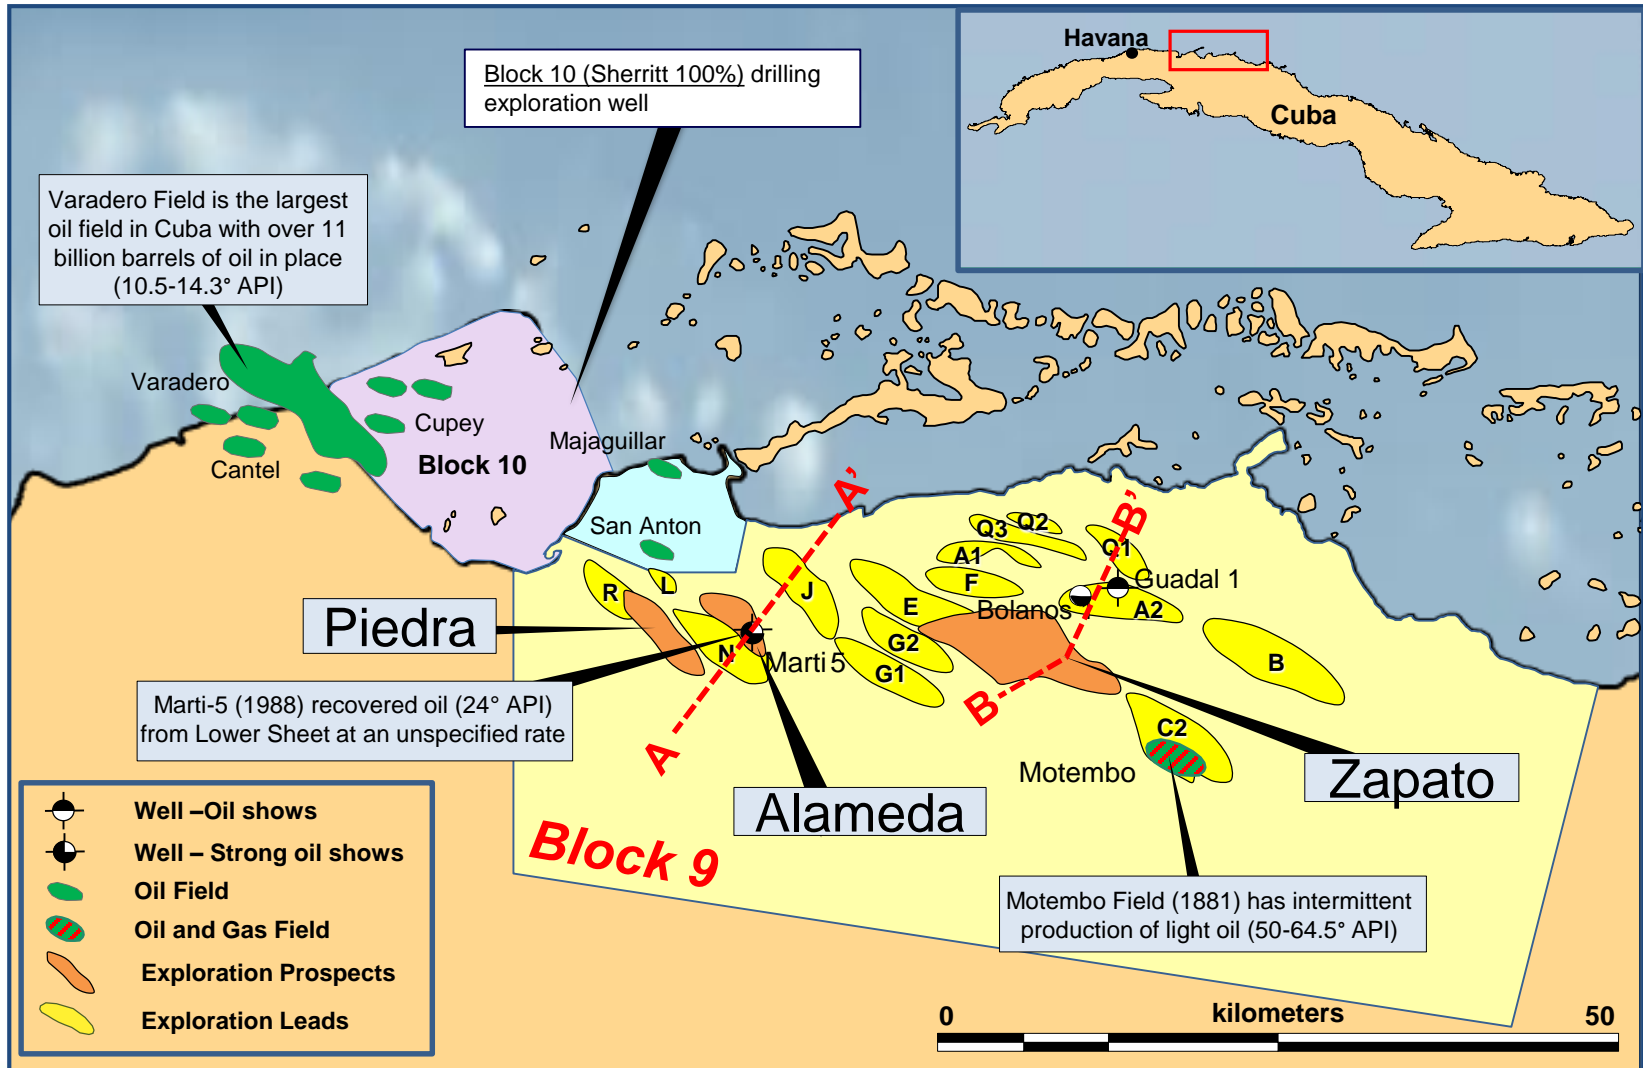 Block 10 (Sherritt 100%) drilling
exploration well
Havana
Cuba
Varadero Field is the largest
oil field in Cuba with over 11
billion barrels of oil in place
(10.5-14.3° API)
Varadero
Cupey
Cantel
Block 10
Majaguillar
San Anton
A’
B’
Q3
Q2
Q1
A1
F
Guadal 1
Bolanos
A2
R
L
J
E
G2
G1
N
B
Piedra
Marti 5
Marti-5 (1988) recovered oil (24° API)
from Lower Sheet at an unspecified rate
A
B
C2
Motembo
Zapato
Alameda
Block 9
Motembo Field (1881) has intermittent
production of light oil (50-64.5° API)
Well –Oil shows
Well – Strong oil shows
Oil Field
Oil and Gas Field
Exploration Prospects
Exploration Leads
0 kilometers 50